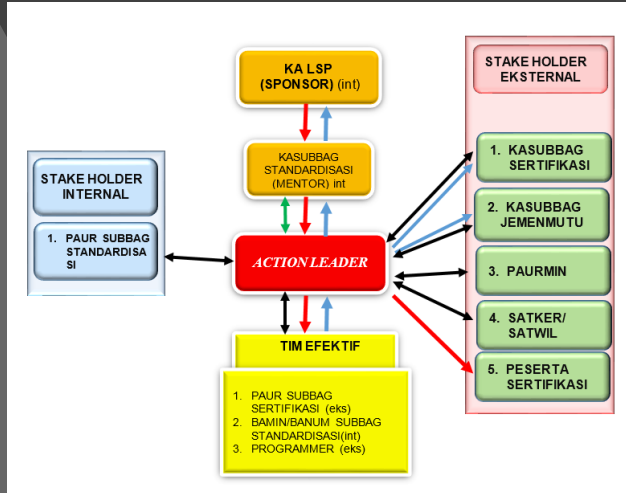 KA LSP
(SPONSOR) (int)
KASUBBAG
STANDARDISASI
(MENTOR) int
STAKE HOLDER
INTERNAL
1. PAUR SUBBAG
STANDARDISA
SI
ACTION LEADER
TIM EFEKTIF
1. PAUR SUBBAG
SERTIFIKASI (eks)
2. BAMIN/BANUM SUBBAG
STANDARDISASI(int)
3. PROGRAMMER (eks)
STAKE HOLDER
EKSTERNAL
1. KASUBBAG
SERTIFIKASI
2. KASUBBAG
JEMENMUTU
3. PAURMIN
4. SATKER/
SATWIL
5. PESERTA
SERTIFIKASI